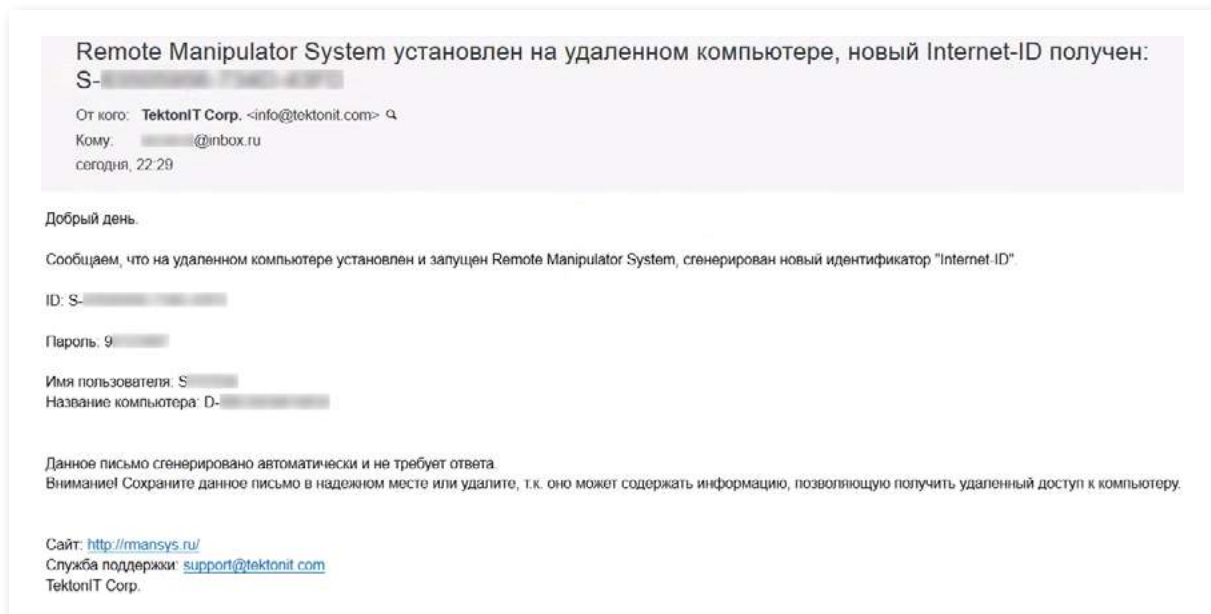 Remote Manipulator System установлен на удаленном компьютере, новый Internet-ID получен:
S-
От кого: TektonIT Corp. <info@tektonit.com>
Кому: @inbox.ru
сегодня, 22:29
Добрый день.
Сообщаем, что на удаленном компьютере установлен и запущен Remote Manipulator System, сгенерирован новый идентификатор "Internet-ID".
ID: S-
Пароль: 9
Имя пользователя: S
Название компьютера: D-
Данное письмо сгенерировано автоматически и не требует ответа.
Внимание! Сохраните данное письмо в надежном месте или удалите, т.к. оно может содержать информацию, позволяющую получить удаленный доступ к компьютеру.
Сайт: http://rmansys.ru/
Служба поддержки: support@tektonit.com
TektonIT Corp.